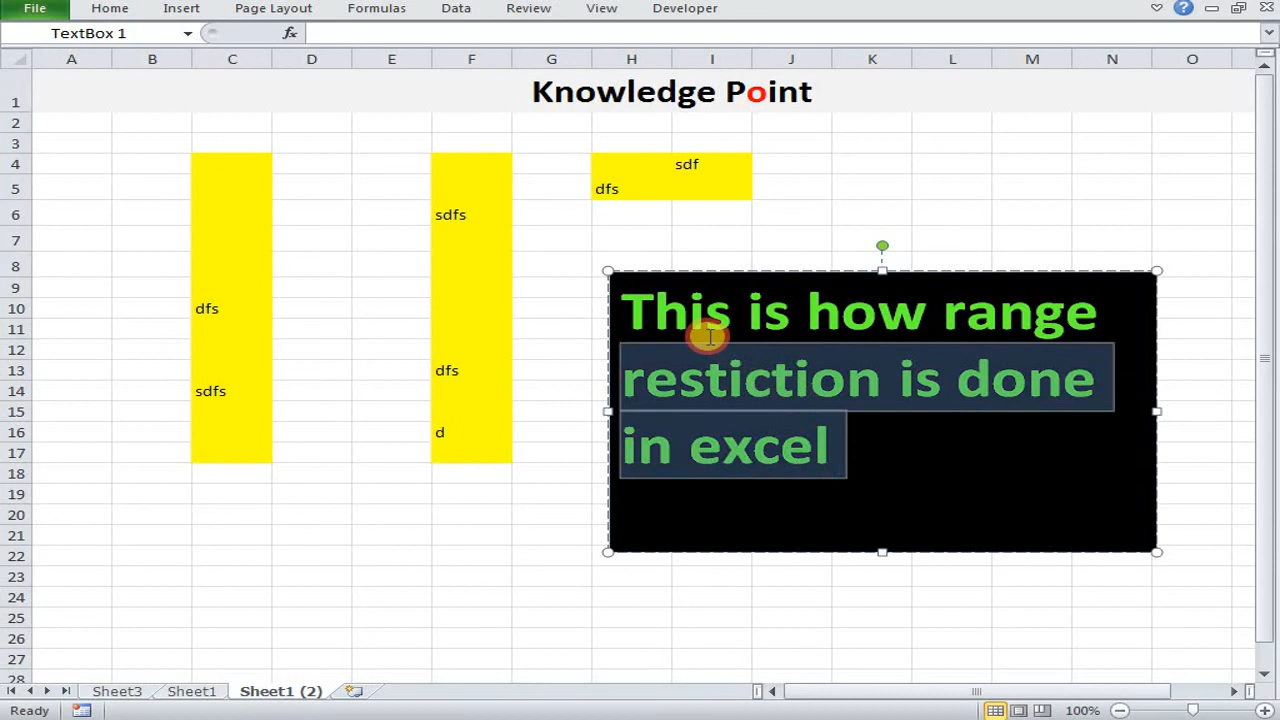 File Home Insert Page Layout Formulas Data Review View Developer
TextBox 1 fx
A B C D E F G H I J K L M N O
1 Knowledge Point
2
3
4 sdf
5 dfs
6 sdfs
7
8
9
10 dfs
11
12
13 dfs
14 sdfs
15
16 d
17
18
19
20
21
22
23
24
25
26
27
28
This is how range
restiction is done
in excel
Sheet3 Sheet1 Sheet1 (2)
Ready 100%